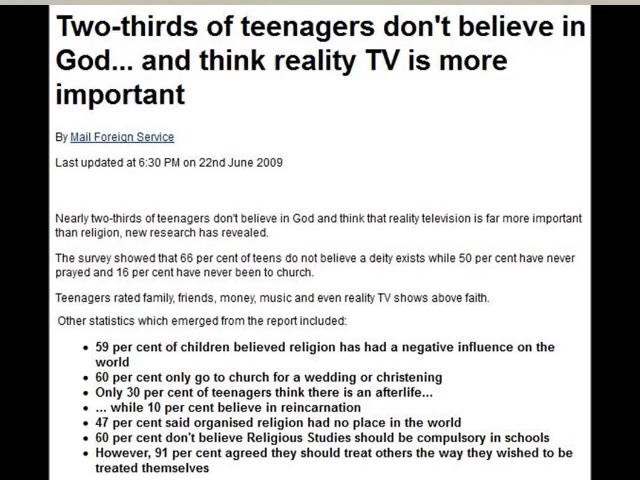 Two-thirds of teenagers don't believe in
God... and think reality TV is more
important
By Mail Foreign Service
Last updated at 6:30 PM on 22nd June 2009
Nearly two-thirds of teenagers don't believe in God and think that reality television is far more important
than religion, new research has revealed.
The survey showed that 66 per cent of teens do not believe a deity exists while 50 per cent have never
prayed and 16 per cent have never been to church.
Teenagers rated family, friends, money, music and even reality TV shows above faith.
Other statistics which emerged from the report included:
• 59 per cent of children believed religion has had a negative influence on the
world
• 60 per cent only go to church for a wedding or christening
• Only 30 per cent of teenagers think there is an afterlife...
• ... while 10 per cent believe in reincarnation
• 47 per cent said organised religion had no place in the world
• 60 per cent don't believe Religious Studies should be compulsory in schools
• However, 91 per cent agreed they should treat others the way they wished to be
treated themselves